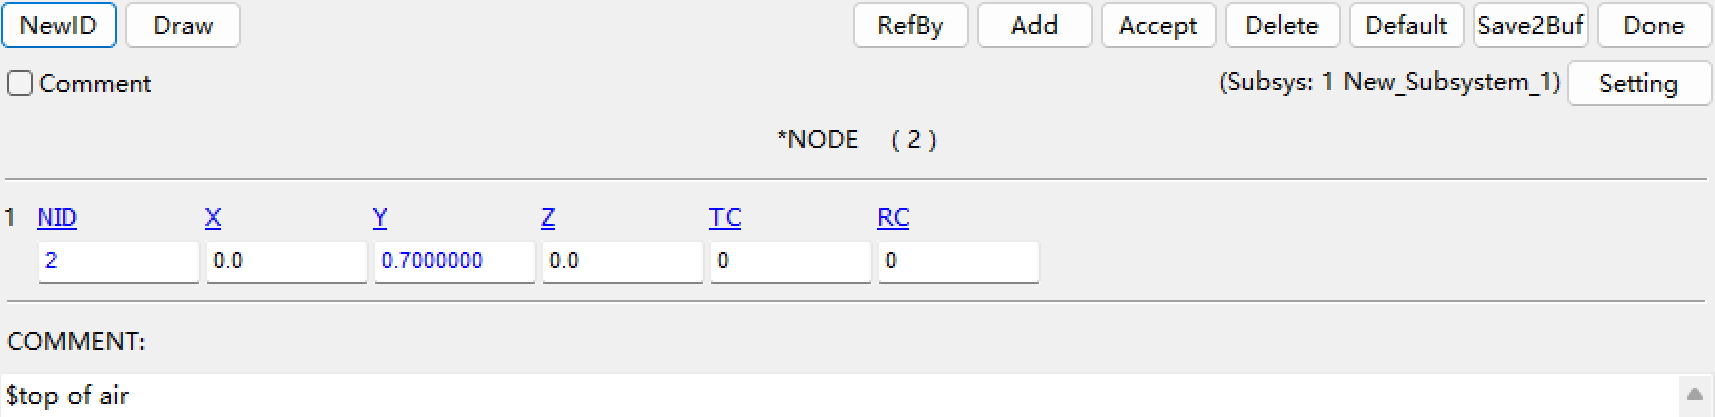 NewID Draw RefBy Add Accept Delete Default Save2Buf Done
Comment (Subsys: 1 New_Subsystem_1) Setting
*NODE (2)
1 NID X Y Z TC RC
2 0.0 0.7000000 0.0 0 0
COMMENT:
$top of air